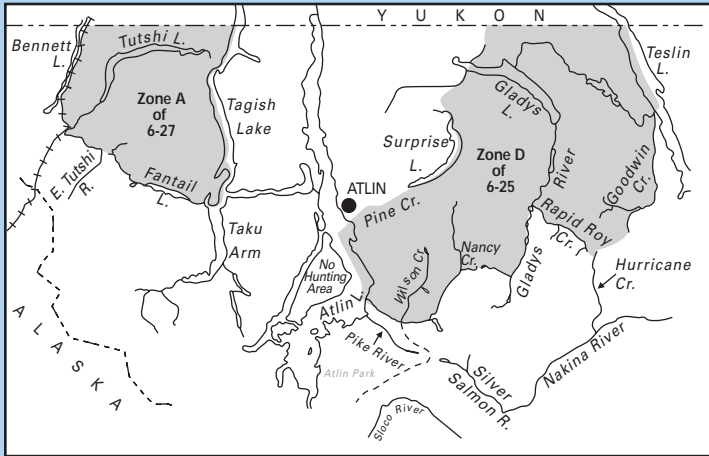 YUKON
Bennett
L.
Tutshi L.
Teslin
L.
Zone A
of
6-27
Tagish
Lake
Gladys
L.
Surprise
L.
Zone D
of
6-25
E. Tutshi
R.
Fantail
L.
ATLIN
Pine Cr.
River
Goodwin
Cr.
Rapid Roy
Cr.
Taku
Arm
No
Hunting
Area
Atlin L.
Wilson Cr
Nancy
Cr.
Gladys
Hurricane
Cr.
ALASKA
Pike River
Atlin Park
Silver
Salmon R.
Nakina River
Sloco River